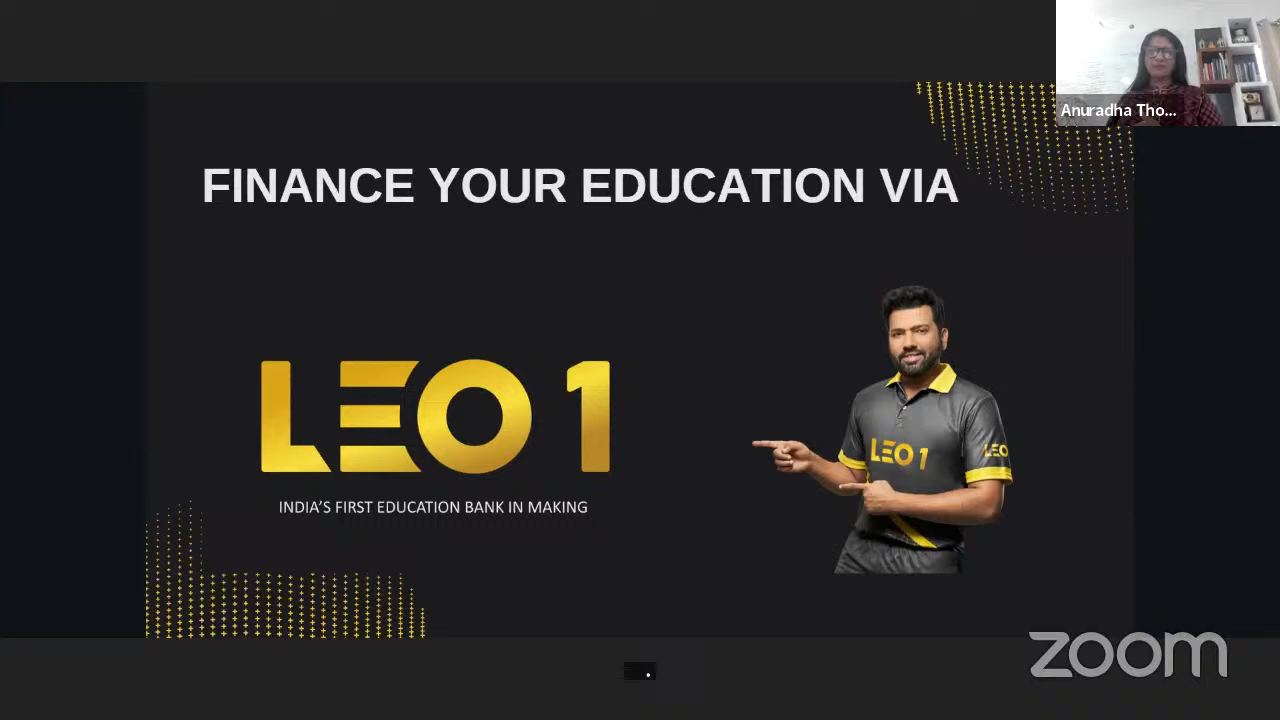 Anuradha Tho...
FINANCE YOUR EDUCATION VIA
LEO 1
INDIA'S FIRST EDUCATION BANK IN MAKING
LEO 1
LEO
zoom